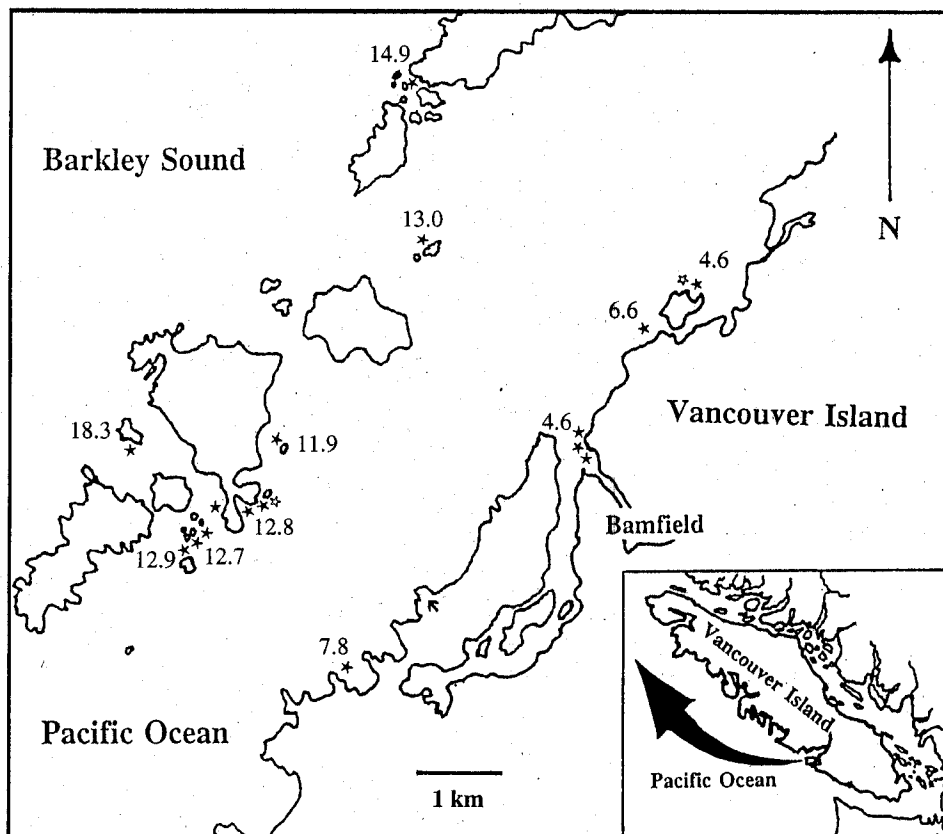 14.9
Barkley Sound
13.0
N
4.6
6.6
18.3
11.9
4.6
Vancouver Island
12.8
12.7
12.9
Bamfield
7.8
Pacific Ocean
1 km
Vancouver Island
Pacific Ocean